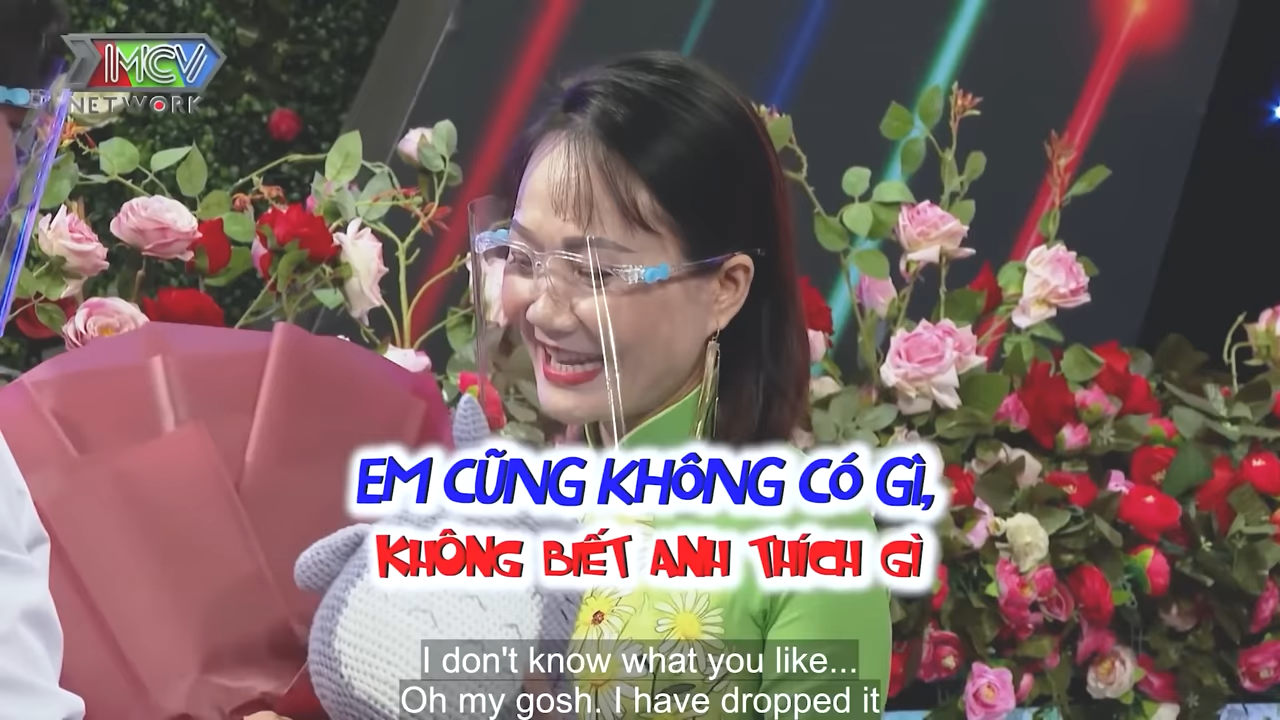 MCV
NETWORK
EM CŨNG KHÔNG CÓ GÌ,
KHÔNG BIẾT ANH THÍCH GÌ
I don't know what you like...
Oh my gosh. I have dropped it